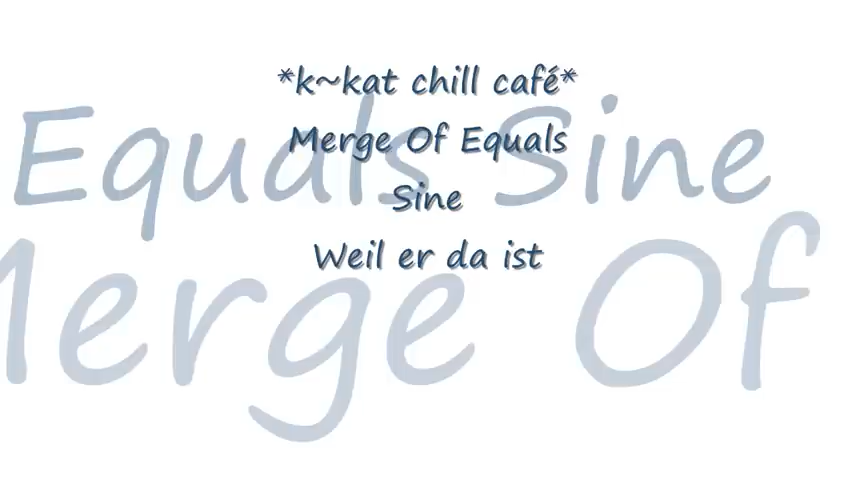 *k~kat chill café*
Merge Of Equals
Sine
Weil er da ist
Equals Sine
Merge Of